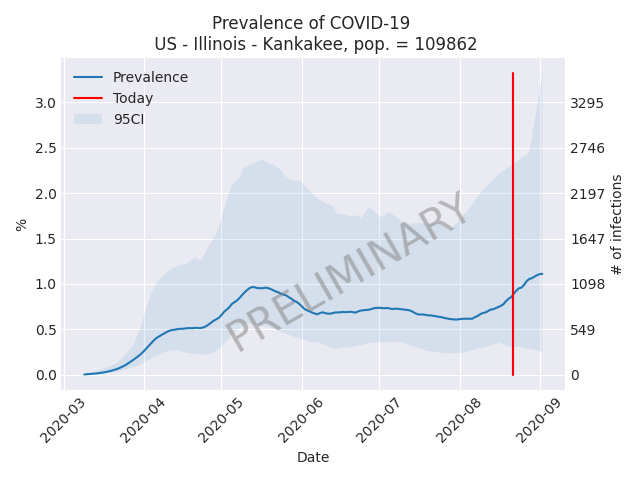 Prevalence of COVID-19
US - Illinois - Kankakee, pop. = 109862
Prevalence
Today
95CI
PRELIMINARY
%
3.0
2.5
2.0
1.5
1.0
0.5
0.0
3295
2746
2197
1647
1098
549
0
# of infections
2020-03
2020-04
2020-05
2020-06
2020-07
2020-08
2020-09
Date